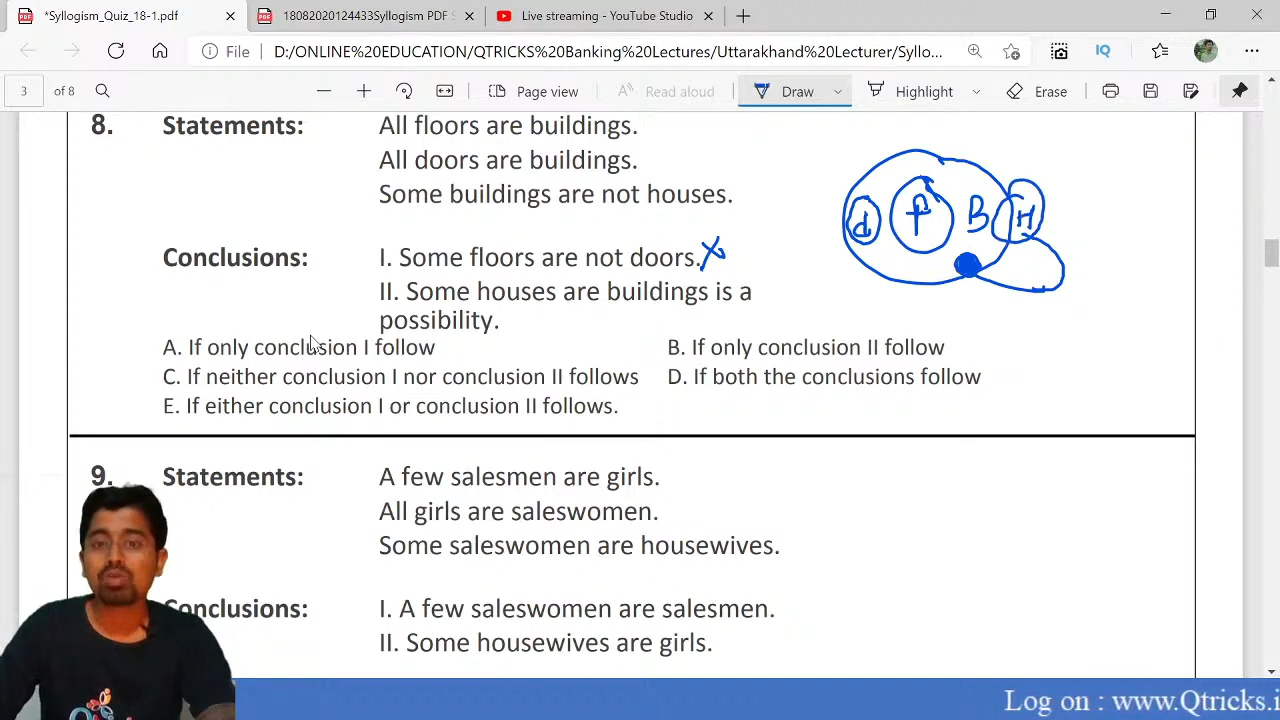 *Syllogism_Quiz_18-1.pdf
18082020124433Syllogism PDF S
Live streaming - YouTube Studio
File
D:/ONLINE%20EDUCATION/QTRICKS%20Banking%20Lectures/Uttarakhand%20Lecturer/Syllo...
IQ
3 of 8
Page view
Read aloud
Draw
Highlight
Erase
8. Statements: All floors are buildings.
All doors are buildings.
Some buildings are not houses.
d f B H
Conclusions: I. Some floors are not doors.
II. Some houses are buildings is a
possibility.
A. If only conclusion I follow B. If only conclusion II follow
C. If neither conclusion I nor conclusion II follows D. If both the conclusions follow
E. If either conclusion I or conclusion II follows.
9. Statements: A few salesmen are girls.
All girls are saleswomen.
Some saleswomen are housewives.
Conclusions: I. A few saleswomen are salesmen.
II. Some housewives are girls.
Log on : www.Qtricks.i